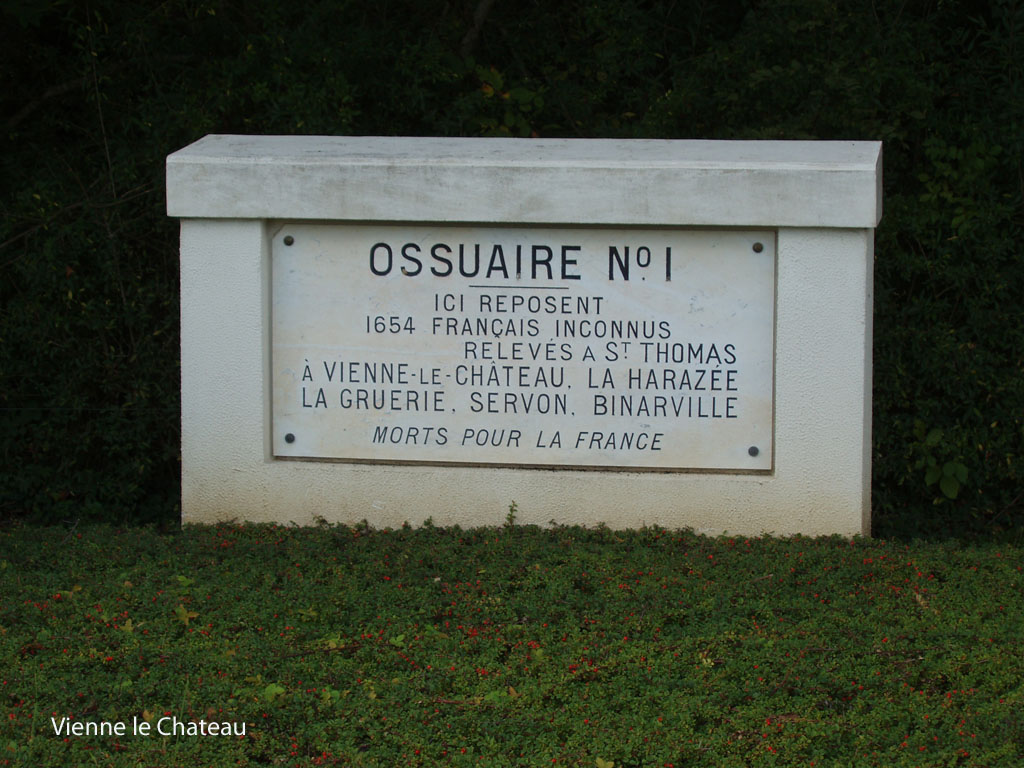 OSSUAIRE Nº I
ICI REPOSENT
1654 FRANÇAIS INCONNUS
RELEVÉS A ST THOMAS
À VIENNE-LE-CHÂTEAU. LA HARAZÉE
LA GRUERIE. SERVON. BINARVILLE
MORTS POUR LA FRANCE
Vienne le Chateau